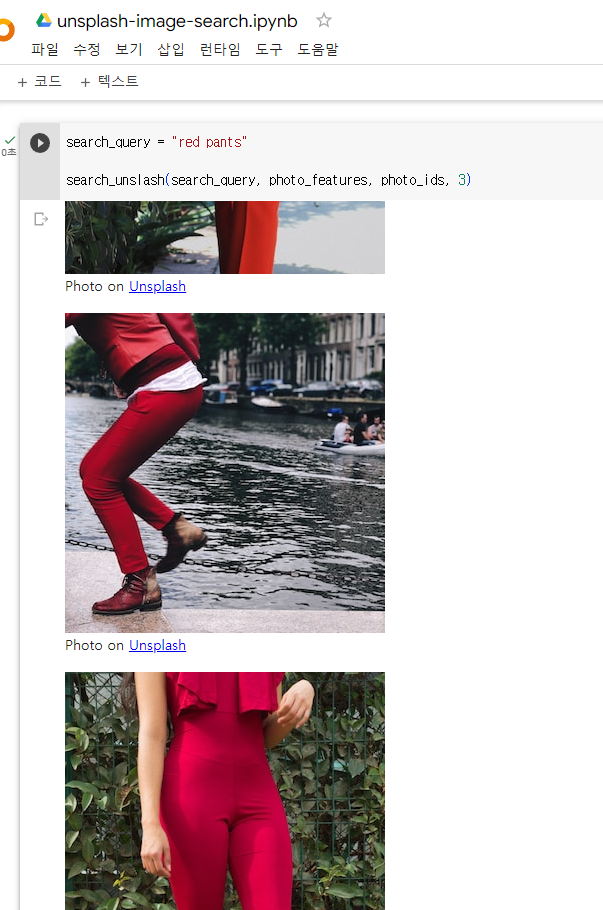 unsplash-image-search.ipynb
파일 수정 보기 삽입 런타임 도구 도움말
+ 코드 + 텍스트
0초
search_query = "red pants"
search_unslash(search_query, photo_features, photo_ids, 3)
Photo on Unsplash
Photo on Unsplash